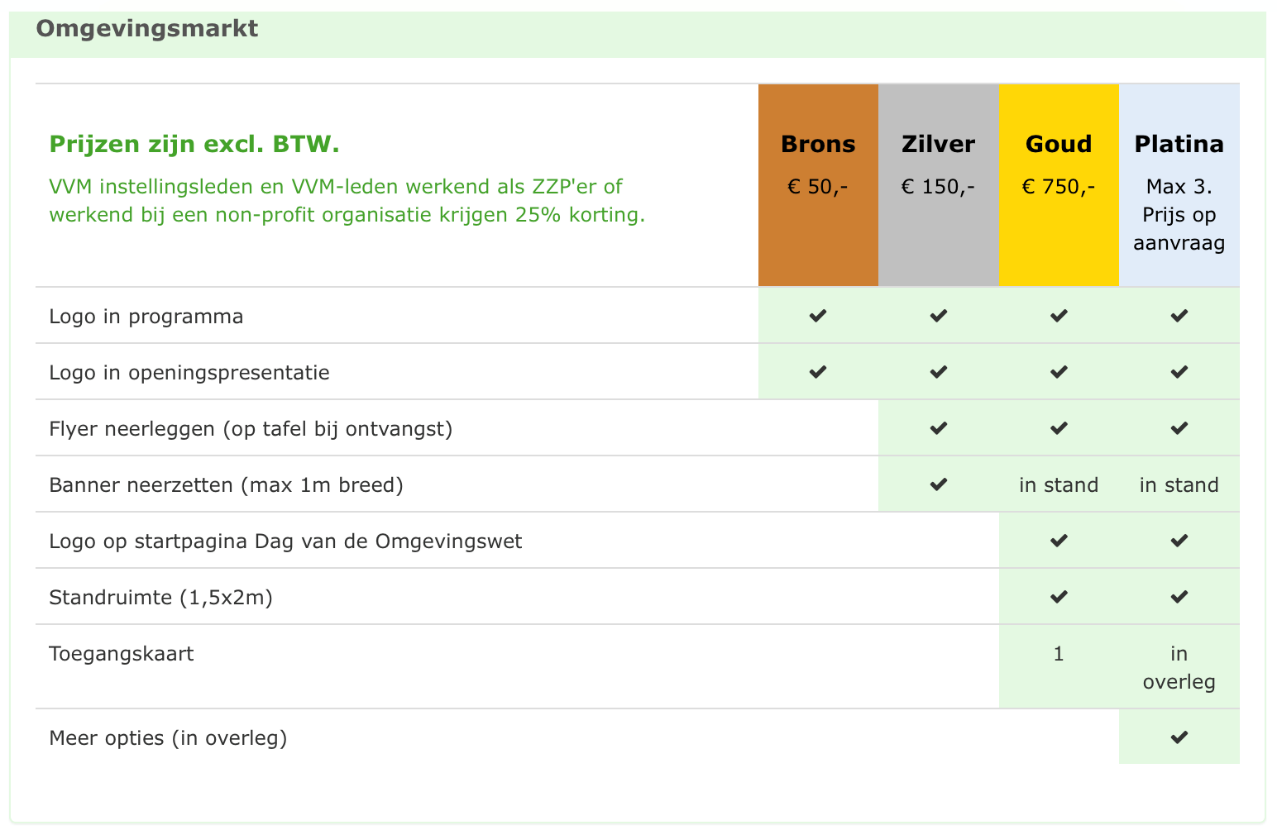 Omgevingsmarkt
Prijzen zijn excl. BTW.
VVM instellingsleden en VVM-leden werkend als ZZP'er of
werkend bij een non-profit organisatie krijgen 25% korting.
Brons
€ 50,-
Zilver
€ 150,-
Goud
€ 750,-
Platina
Max 3.
Prijs op
aanvraag
Logo in programma ✔ ✔ ✔ ✔
Logo in openingspresentatie ✔ ✔ ✔ ✔
Flyer neerleggen (op tafel bij ontvangst) ✔ ✔ ✔
Banner neerzetten (max 1m breed) ✔ in stand in stand
Logo op startpagina Dag van de Omgevingswet ✔ ✔
Standruimte (1,5x2m) ✔ ✔
Toegangskaart 1 in
overleg
Meer opties (in overleg) ✔